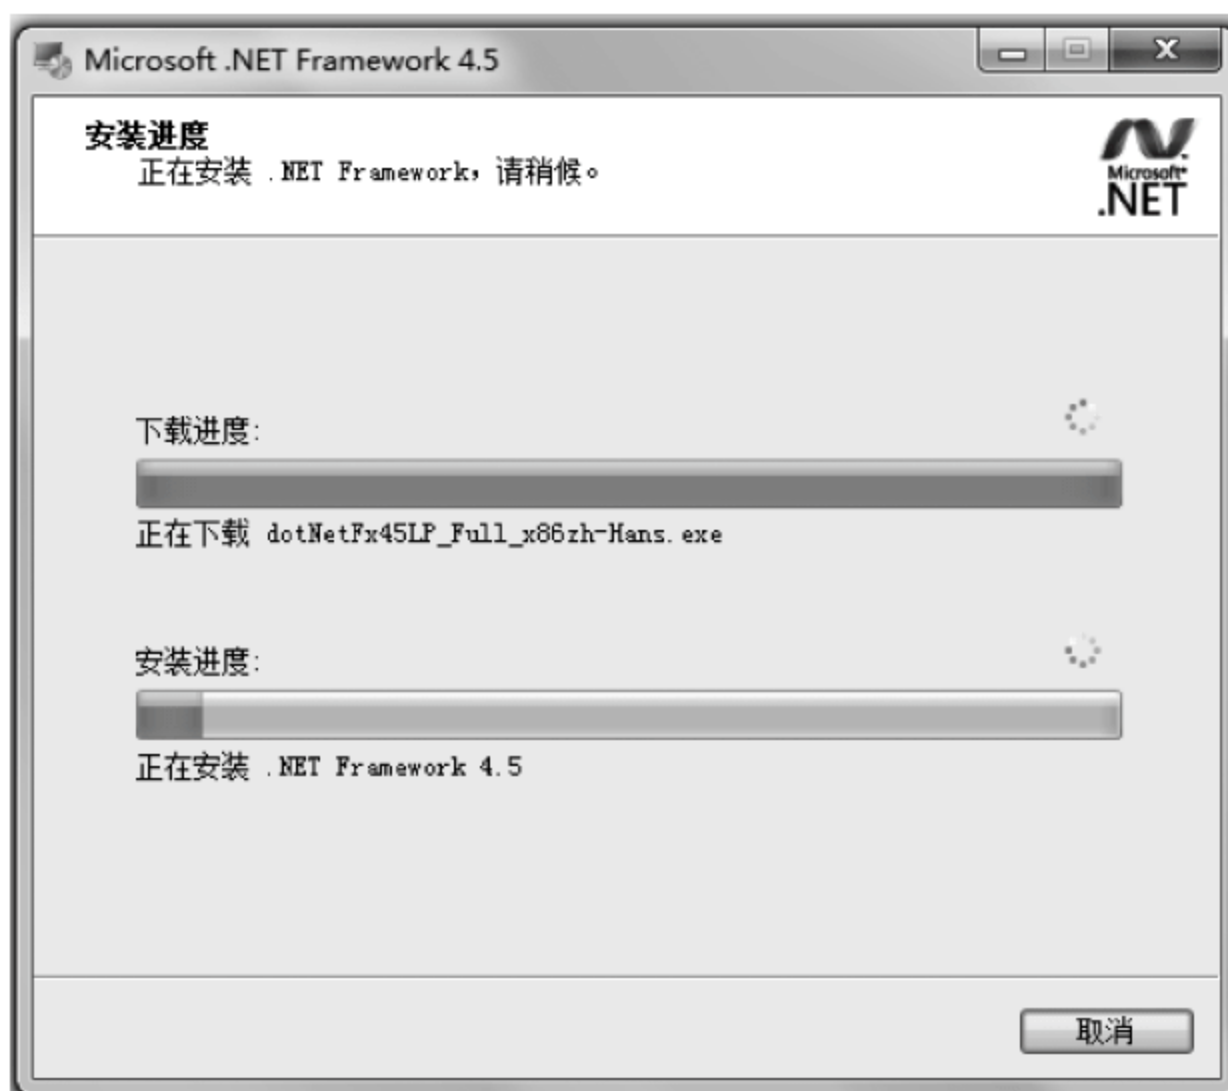 Microsoft .NET Framework 4.5
安装进度
正在安装 .NET Framework，请稍候。
Microsoft
.NET
下载进度:
正在下载 dotNetFx45LP_Full_x86zh-Hans.exe
安装进度:
正在安装 .NET Framework 4.5
取消